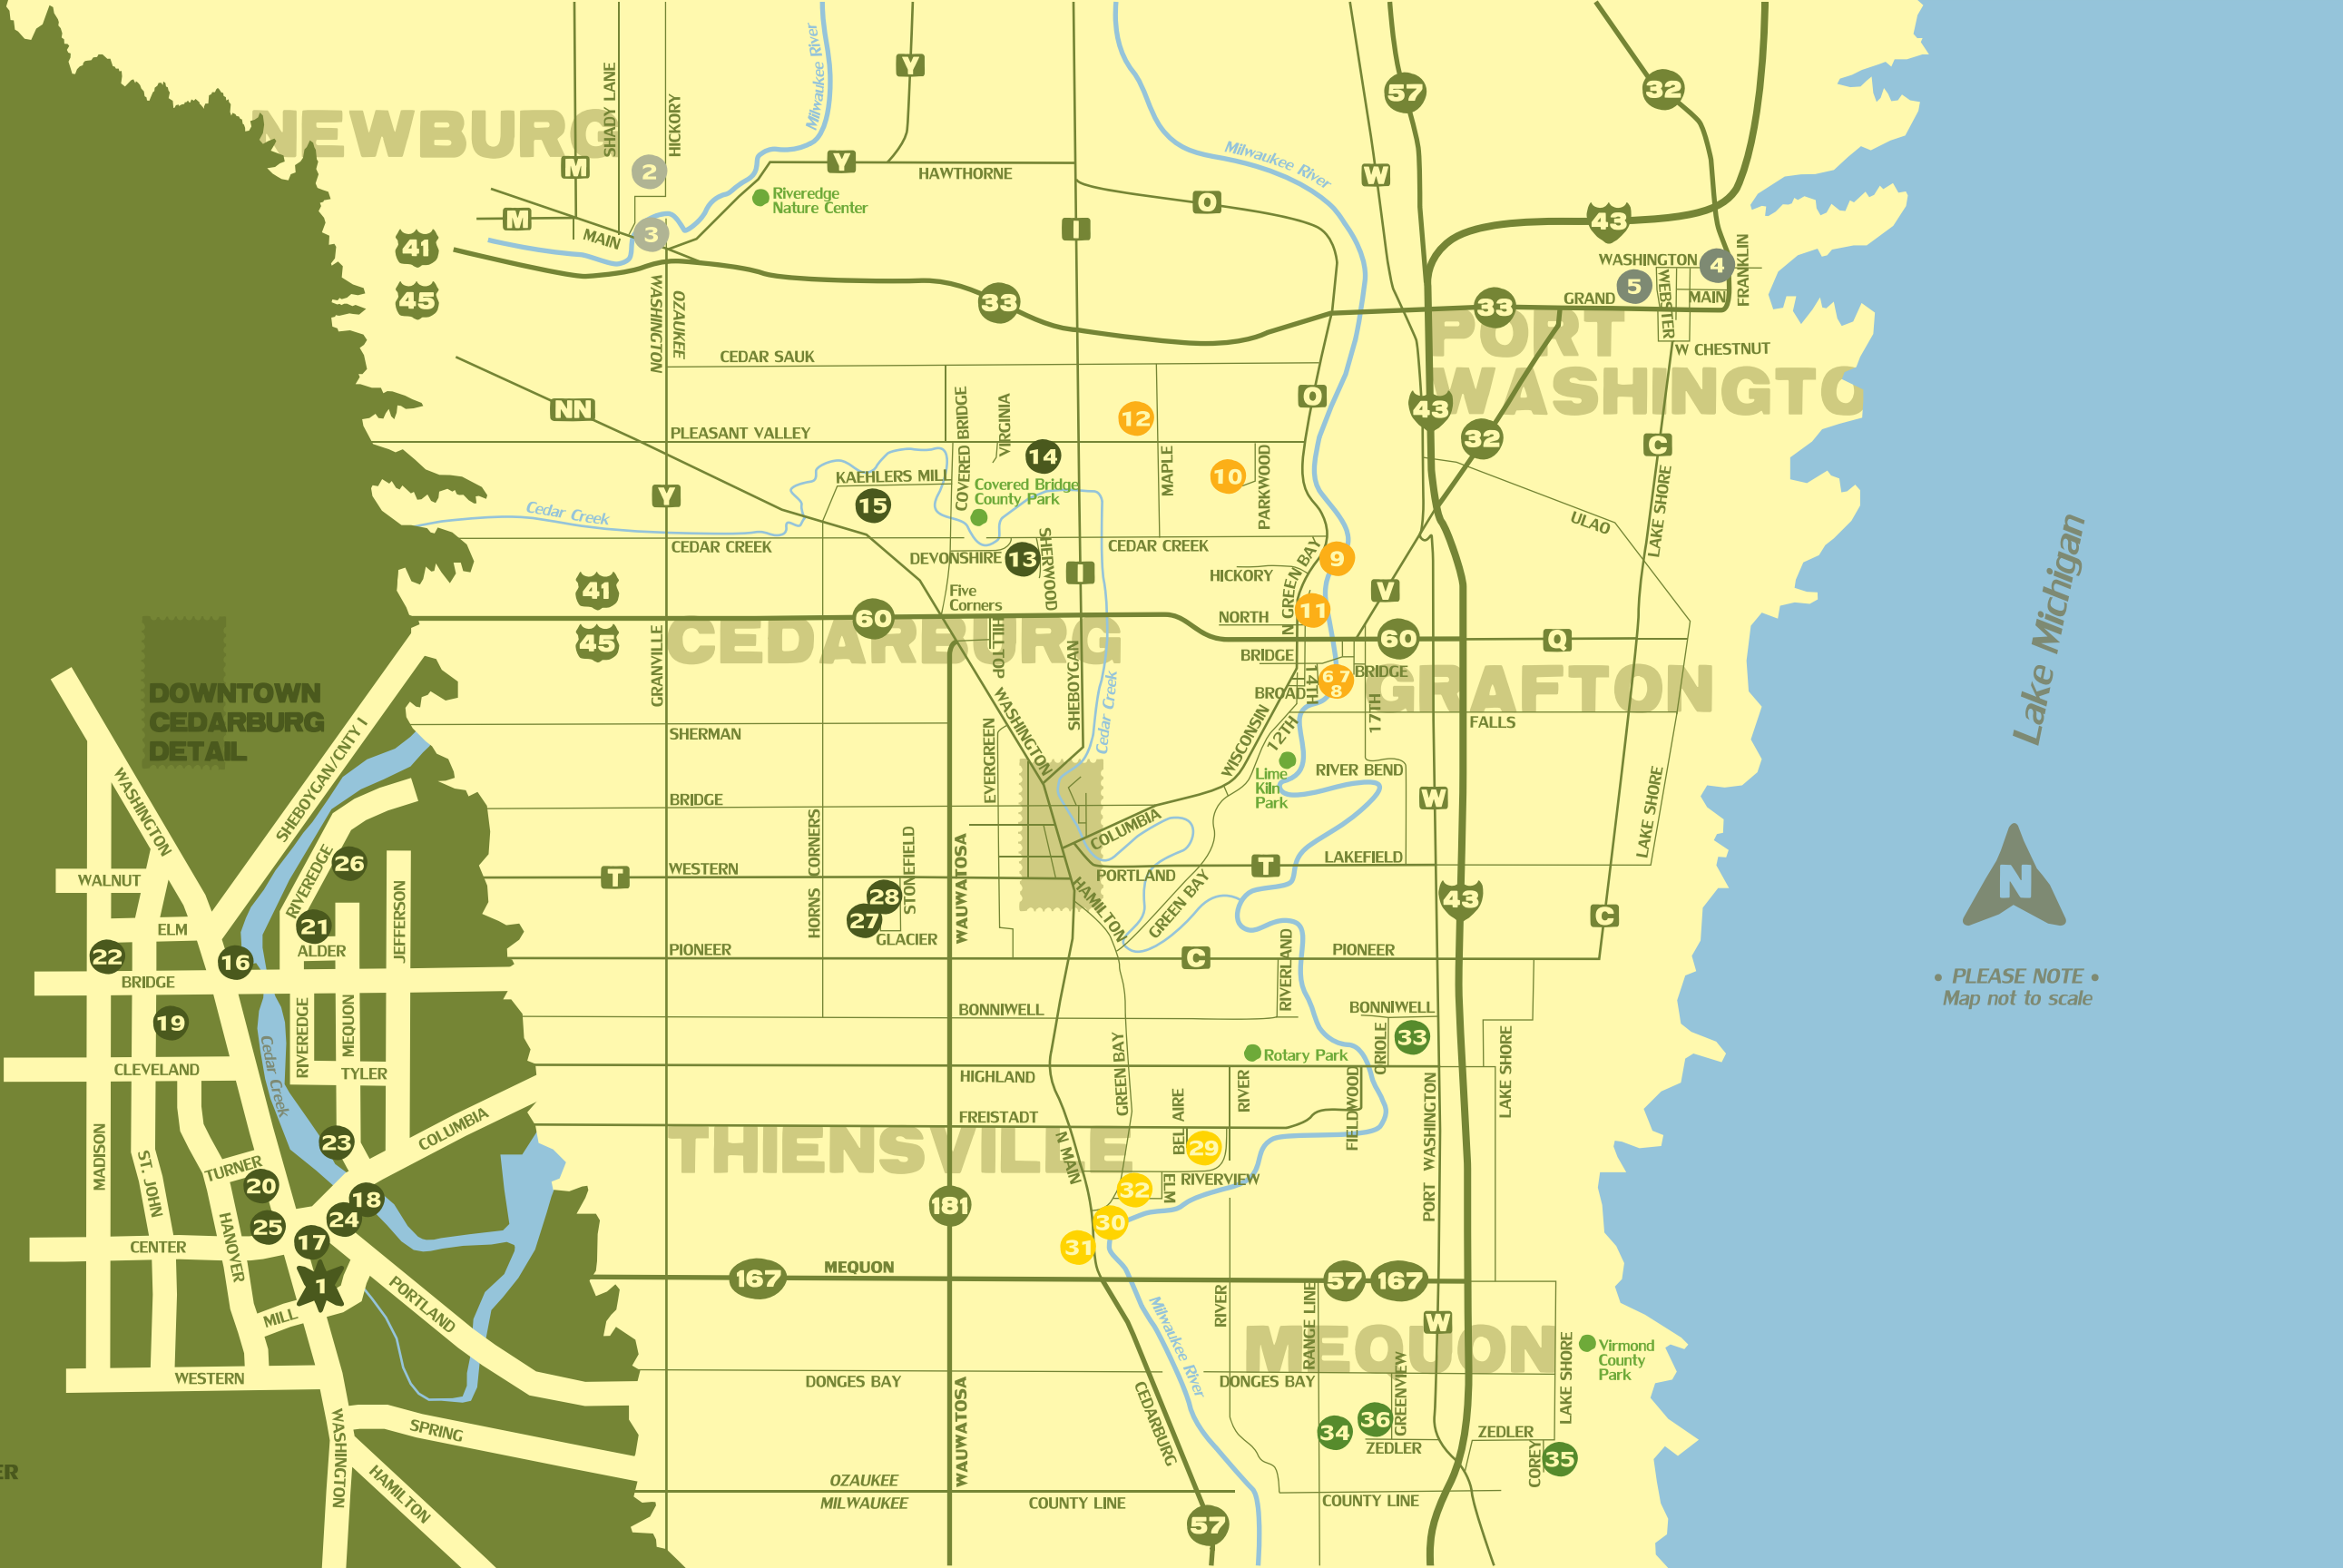 NEWBURG
SHADY LANE
HICKORY
Milwaukee River
Y
57
32
M
2
Y
HAWTHORNE
Milwaukee River
W
Riveredge
Nature Center
O
M
MAIN
3
I
43
41
WASHINGTON
4
FRANKLIN
5
WEBSTER
MAIN
GRAND
45
33
33
WASHINGTON
OZAUKEE
PORT
WASHINGTO
W CHESTNUT
CEDAR SAUK
NN
COVERED BRIDGE
VIRGINIA
12
O
43
32
PLEASANT VALLEY
C
14
MAPLE
10
PARKWOOD
KAEHLERS MILL
Covered Bridge
County Park
15
Y
Cedar Creek
LAKE SHORE
ULAO
CEDAR CREEK
DEVONSHIRE
13
SHERWOOD
CEDAR CREEK
N GREEN BAY
9
I
HICKORY
V
41
Five
Corners
11
60
NORTH
45
CEDARBURG
HILLTOP
60
Q
GRANVILLE
SHEBOYGAN
BRIDGE
BRIDGE
6 7
8
14TH
BROAD
17TH
GRAFTON
Cedar Creek
Lake Michigan
DOWNTOWN
CEDARBURG
DETAIL
SHERMAN
WASHINGTON
EVERGREEN
WISCONSIN
12TH
FALLS
Lime
Kiln
Park
RIVER BEND
W
LAKE SHORE
WASHINGTON
SHEBOYGAN/CNTY I
BRIDGE
COLUMBIA
HORNS CORNERS
STONEFIELD
WAUWATOSA
LAKEFIELD
T
WESTERN
T
PORTLAND
RIVEREDGE
26
WALNUT
JEFFERSON
28
27
GLACIER
HAMILTON
GREEN BAY
43
N
C
ELM
21
ALDER
22
16
PIONEER
C
PIONEER
RIVERLAND
• PLEASE NOTE •
Map not to scale
BRIDGE
19
RIVEREDGE
MEQUON
BONNIWELL
BONNIWELL
ORIOLE
33
Cedar Creek
CLEVELAND
TYLER
GREEN BAY
Rotary Park
LAKE SHORE
HIGHLAND
RIVER
FIELDWOOD
PORT WASHINGTON
BEL AIRE
FREISTADT
COLUMBIA
THIENSVILLE
N MAIN
29
23
MADISON
ST. JOHN
TURNER
20
18
24
25
17
HANOVER
CENTER
32
ELM
RIVERVIEW
181
30
31
1
MILL
PORTLAND
MEQUON
167
57
167
RIVER
RANGE LINE
W
MEQUON
Milwaukee River
Virmond
County
Park
LAKE SHORE
WESTERN
DONGES BAY
DONGES BAY
GREENVIEW
WASHINGTON
SPRING
WAUWATOSA
CEDARBURG
34
36
ZEDLER
ZEDLER
COREY
35
ER
HAMILTON
OZAUKEE
MILWAUKEE
COUNTY LINE
COUNTY LINE
57